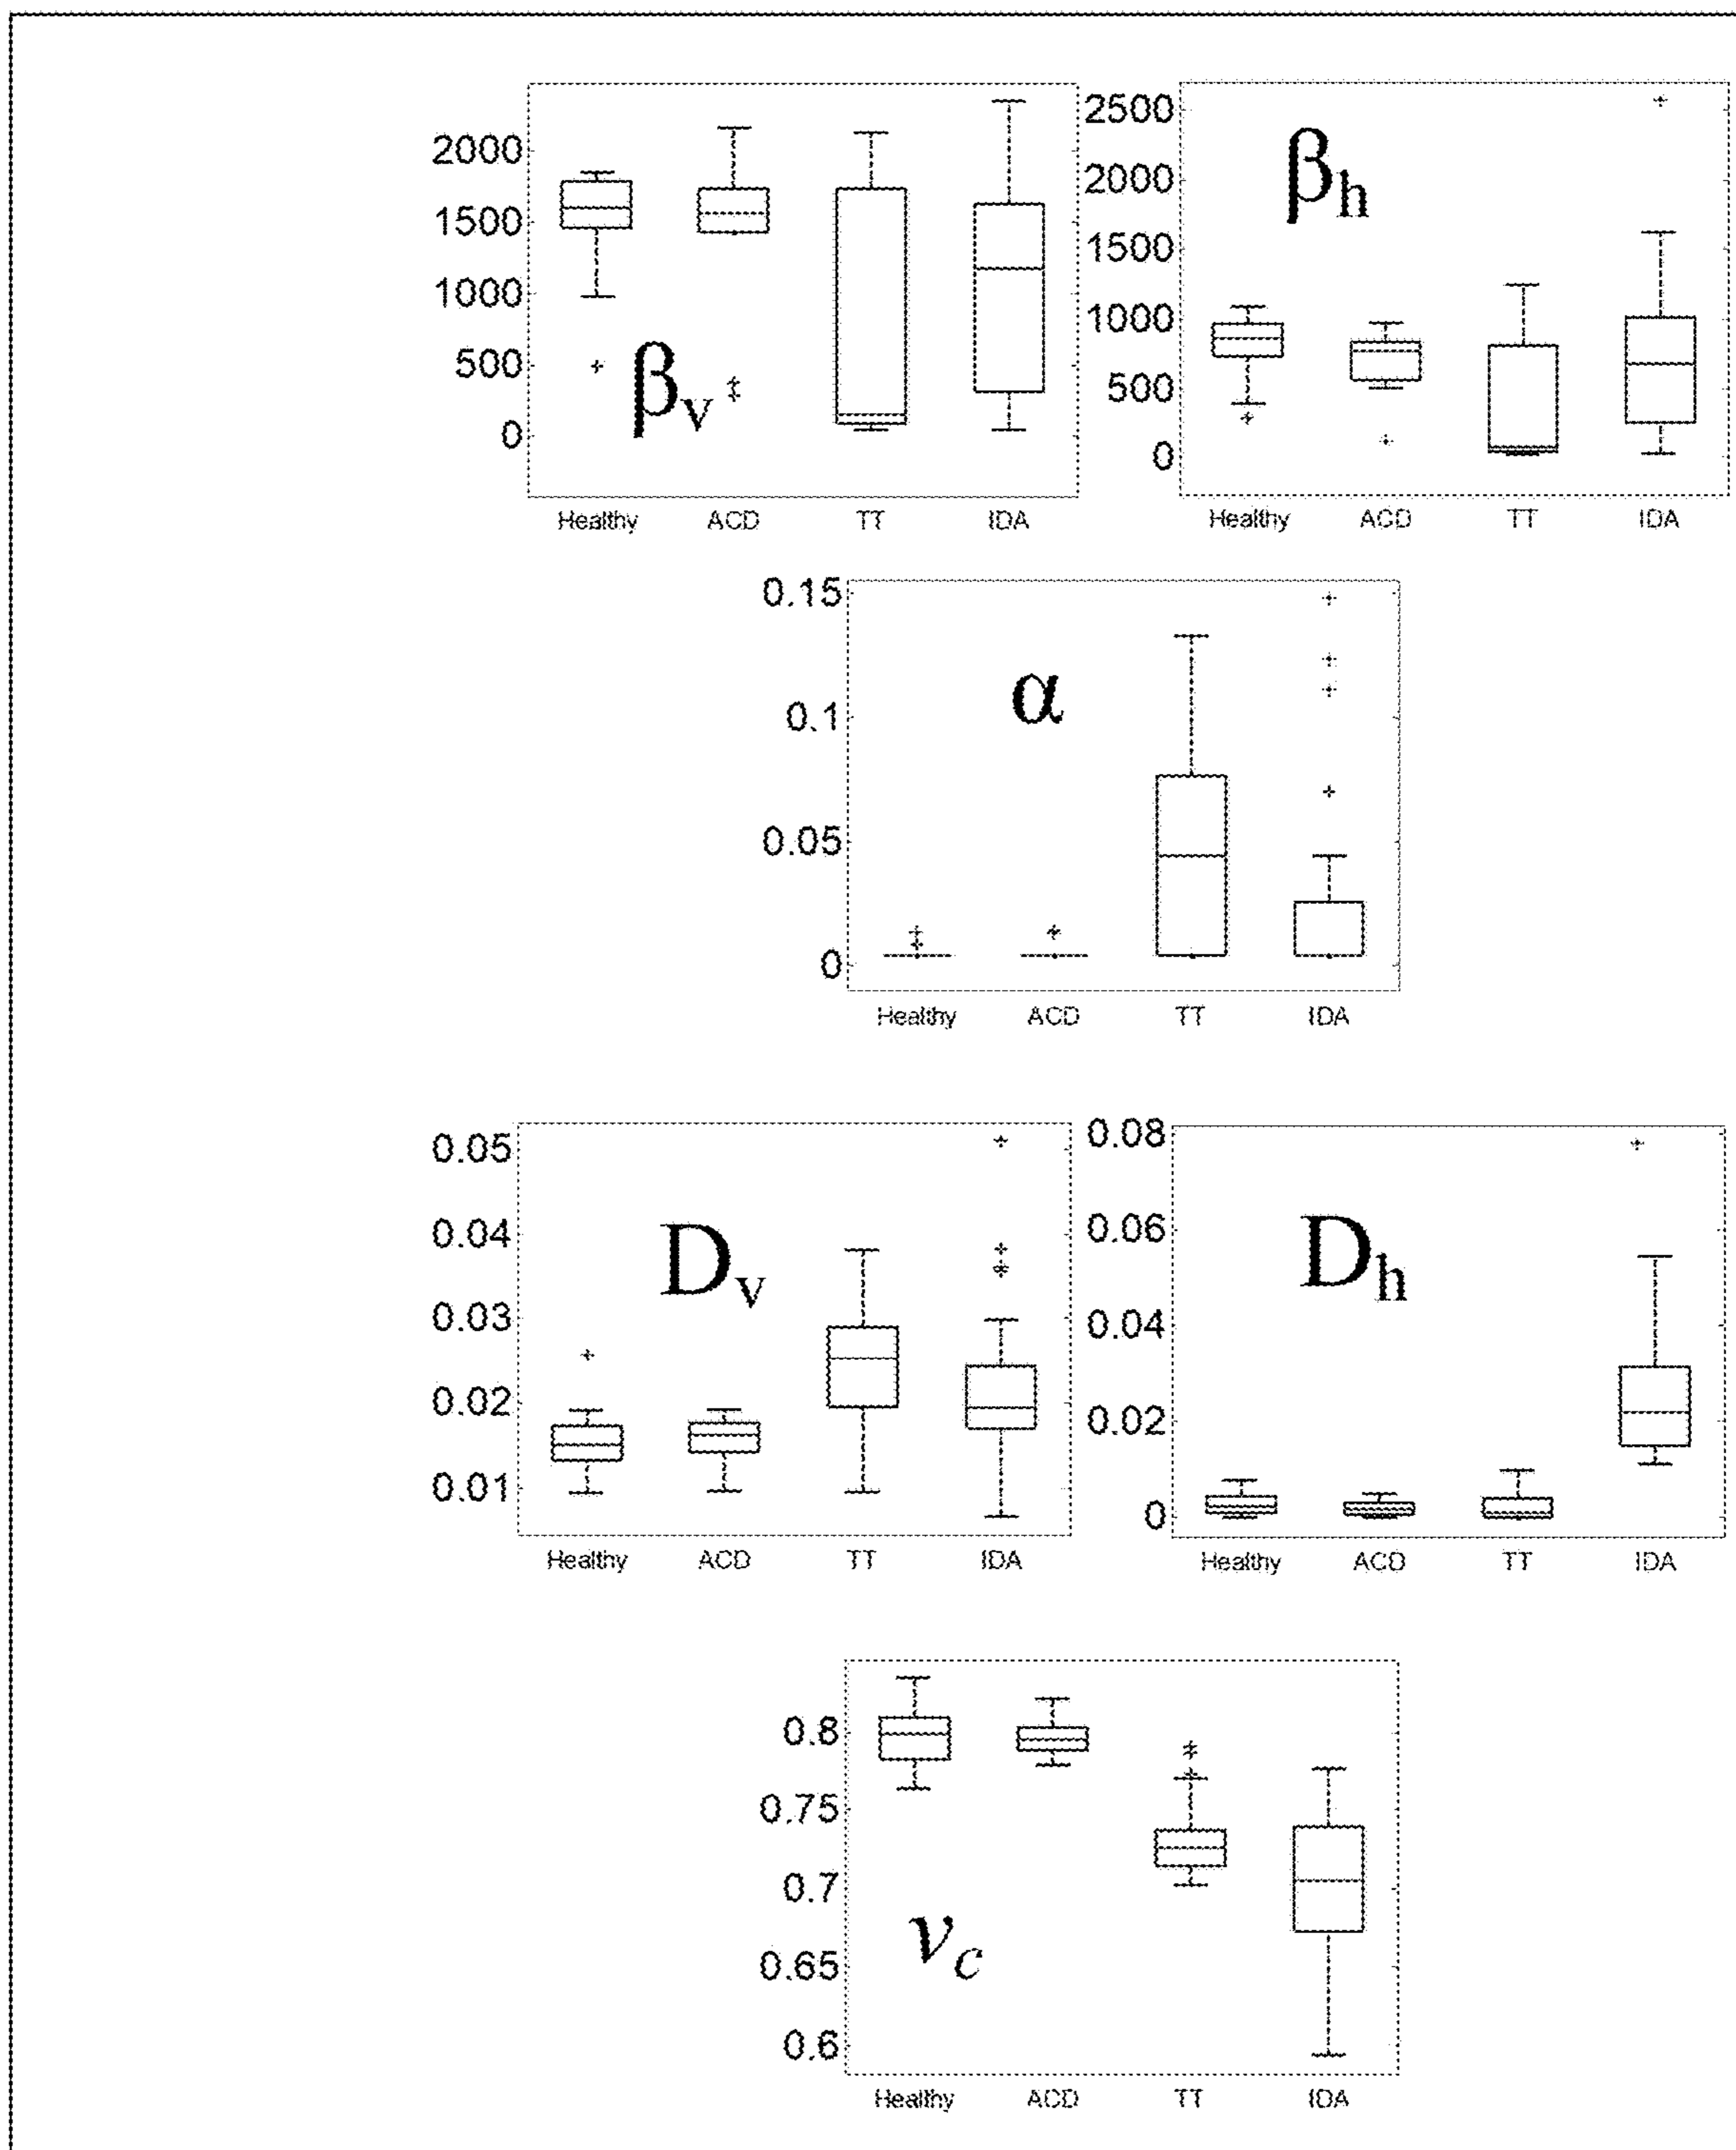 2000
1500
1000
500
0
βv
Healthy ACD TT IDA
2500
2000
1500
1000
500
0
βh
Healthy ACD TT IDA
0.15
0.1
0.05
0
α
Healthy ACD TT IDA
0.05
0.04
0.03
0.02
0.01
Dv
Healthy ACD TT IDA
0.08
0.06
0.04
0.02
0
Dh
Healthy ACD TT IDA
0.8
0.75
0.7
0.65
0.6
νc
Healthy ACD TT IDA